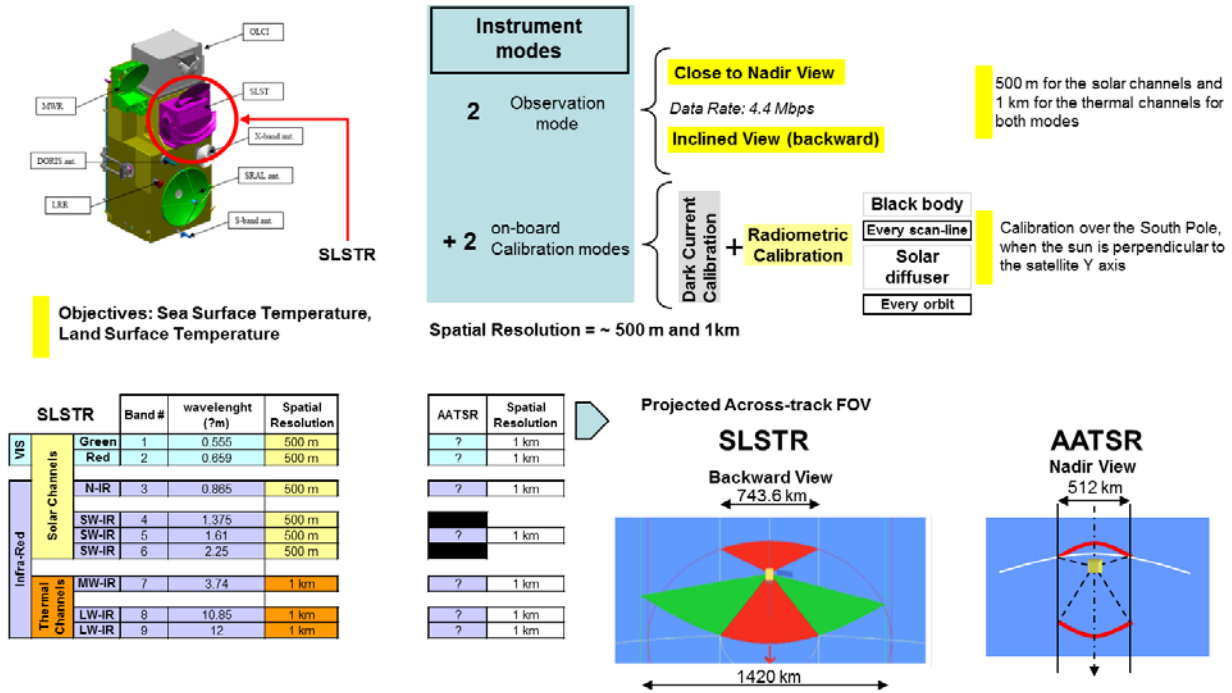 OLCI
SLST
MWR
X-band ant.
DORIS ant.
SRAL ant.
LRR
S-band ant.
SLSTR
Objectives: Sea Surface Temperature,
Land Surface Temperature
Instrument
modes
2 Observation
mode
Close to Nadir View
Data Rate: 4.4 Mbps
Inclined View (backward)
500 m for the solar channels and
1 km for the thermal channels for
both modes
+ 2 on-board
Calibration modes
Dark Current
Calibration
+
Radiometric
Calibration
Black body
Every scan-line
Solar
diffuser
Every orbit
Calibration over the South Pole,
when the sun is perpendicular to
the satellite Y axis
Spatial Resolution = ~ 500 m and 1km
SLSTR Band # wavelenght
(?m) Spatial
Resolution
VIS
Infra-Red
Solar Channels
Thermal
Channels
Green 1 0.555 500 m
Red 2 0.659 500 m
N-IR 3 0.865 500 m
SW-IR 4 1.375 500 m
SW-IR 5 1.61 500 m
SW-IR 6 2.25 500 m
MW-IR 7 3.74 1 km
LW-IR 8 10.85 1 km
LW-IR 9 12 1 km
AATSR Spatial
Resolution
? 1 km
? 1 km
? 1 km
? 1 km
? 1 km
? 1 km
? 1 km
Projected Across-track FOV
SLSTR
Backward View
743.6 km
1420 km
AATSR
Nadir View
512 km